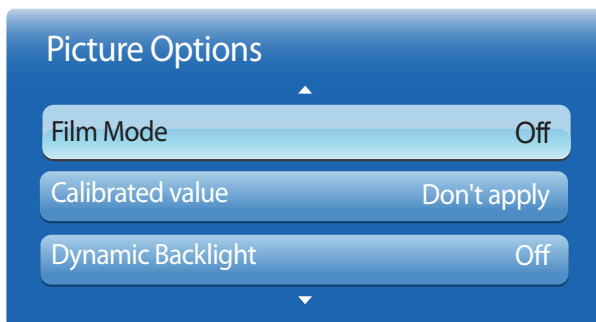 Picture Options
Film Mode Off
Calibrated value Don't apply
Dynamic Backlight Off